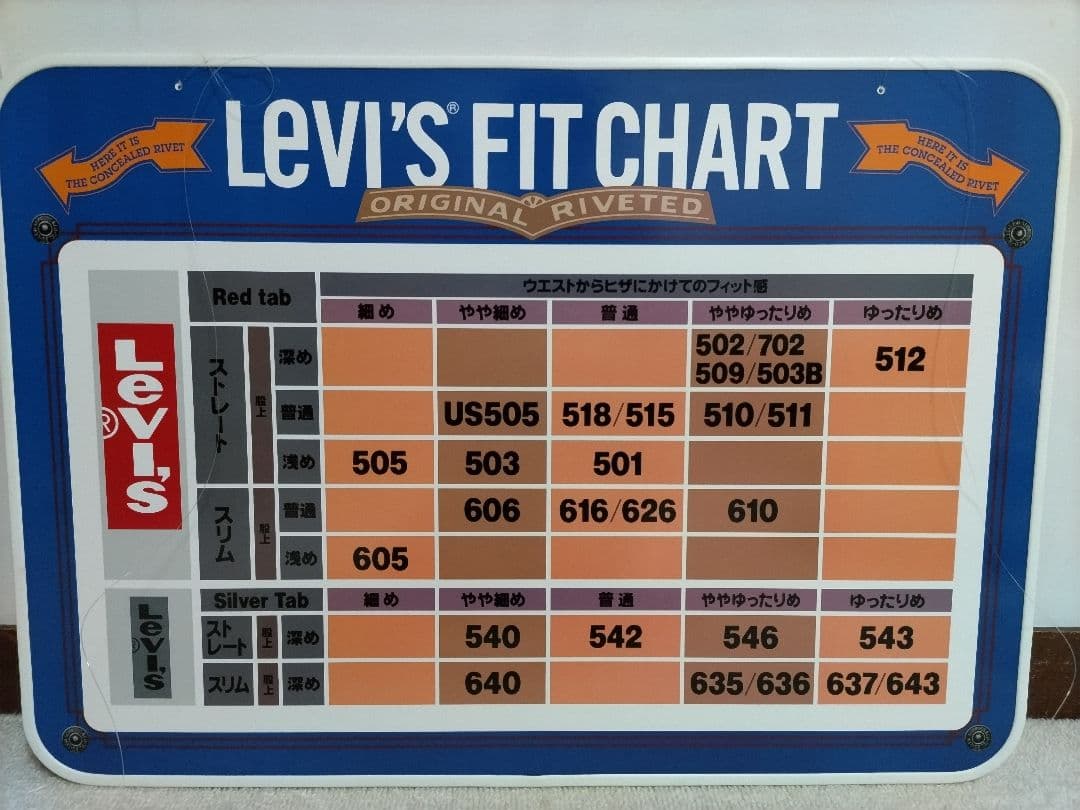 Levi's® FIT CHART
HERE IT IS
THE CONCEALED RIVET
HERE IT IS
THE CONCEALED RIVET
ORIGINAL RIVETED
Red tab
ウエストからヒザにかけてのフィット感
細め やや細め 普通 ややゆったりめ ゆったりめ
Levi's®
ストレート 股上 深め 502/702 512
509/503B
普通 US505 518/515 510/511
浅め 505 503 501
スリム 股上 普通 606 616/626 610
浅め 605
Levi's®
Silver Tab 細め やや細め 普通 ややゆったりめ ゆったりめ
スト
レート 股上 深め 540 542 546 543
スリム 股上 深め 640 635/636 637/643